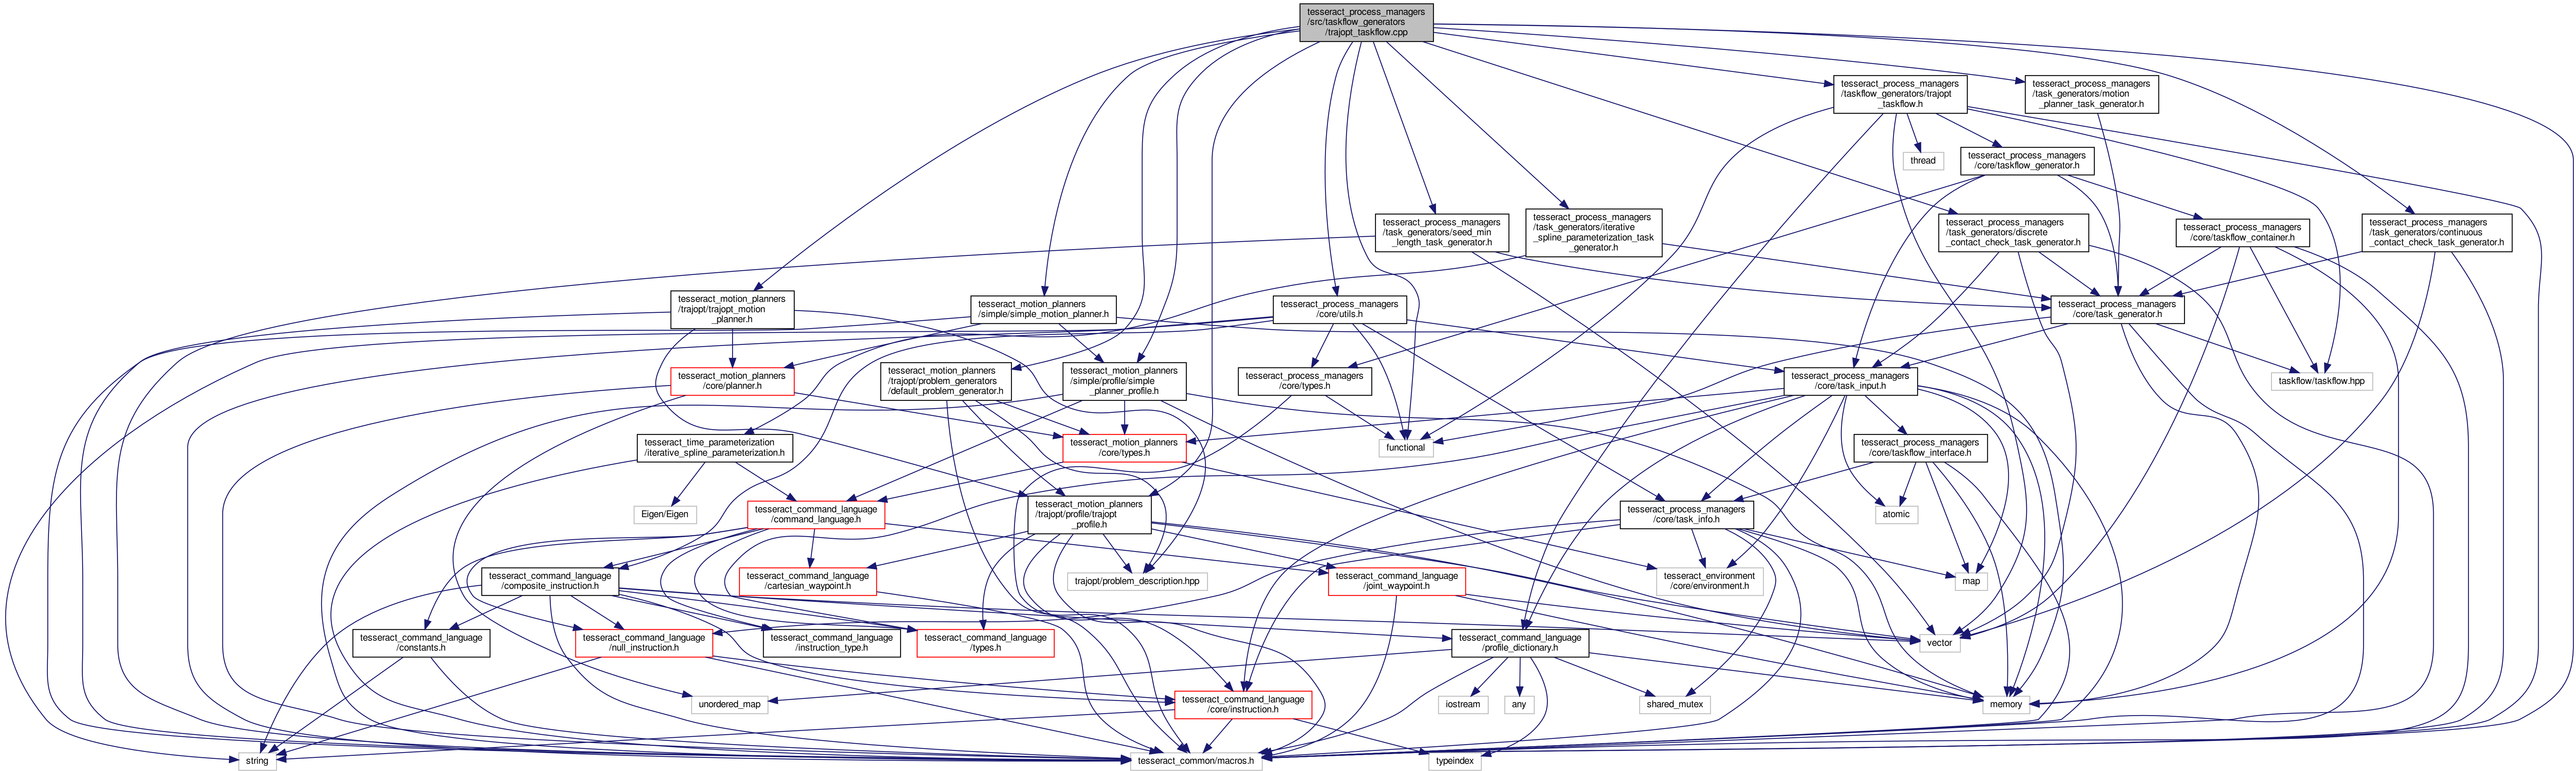 tesseract_process_managers
/src/taskflow_generators
/trajopt_taskflow.cpp
tesseract_process_managers
/taskflow_generators/trajopt
_taskflow.h
tesseract_process_managers
/task_generators/motion
_planner_task_generator.h
thread
tesseract_process_managers
/core/taskflow_generator.h
tesseract_process_managers
/task_generators/seed_min
_length_task_generator.h
tesseract_process_managers
/task_generators/iterative
_spline_parameterization_task
_generator.h
tesseract_process_managers
/task_generators/discrete
_contact_check_task_generator.h
tesseract_process_managers
/core/taskflow_container.h
tesseract_process_managers
/task_generators/continuous
_contact_check_task_generator.h
tesseract_motion_planners
/trajopt/trajopt_motion
_planner.h
tesseract_motion_planners
/simple/simple_motion_planner.h
tesseract_process_managers
/core/utils.h
tesseract_process_managers
/core/task_generator.h
tesseract_motion_planners
/core/planner.h
tesseract_motion_planners
/trajopt/problem_generators
/default_problem_generator.h
tesseract_motion_planners
/simple/profile/simple
_planner_profile.h
tesseract_process_managers
/core/types.h
tesseract_process_managers
/core/task_input.h
taskflow/taskflow.hpp
tesseract_time_parameterization
/iterative_spline_parameterization.h
tesseract_motion_planners
/core/types.h
functional
tesseract_process_managers
/core/taskflow_interface.h
Eigen/Eigen
tesseract_command_language
/command_language.h
tesseract_motion_planners
/trajopt/profile/trajopt
_profile.h
tesseract_process_managers
/core/task_info.h
atomic
tesseract_command_language
/composite_instruction.h
tesseract_command_language
/cartesian_waypoint.h
trajopt/problem_description.hpp
tesseract_command_language
/joint_waypoint.h
tesseract_environment
/core/environment.h
map
tesseract_command_language
/constants.h
tesseract_command_language
/null_instruction.h
tesseract_command_language
/instruction_type.h
tesseract_command_language
/types.h
tesseract_command_language
/profile_dictionary.h
vector
unordered_map
tesseract_command_language
/core/instruction.h
iostream
any
shared_mutex
memory
string
tesseract_common/macros.h
typeindex